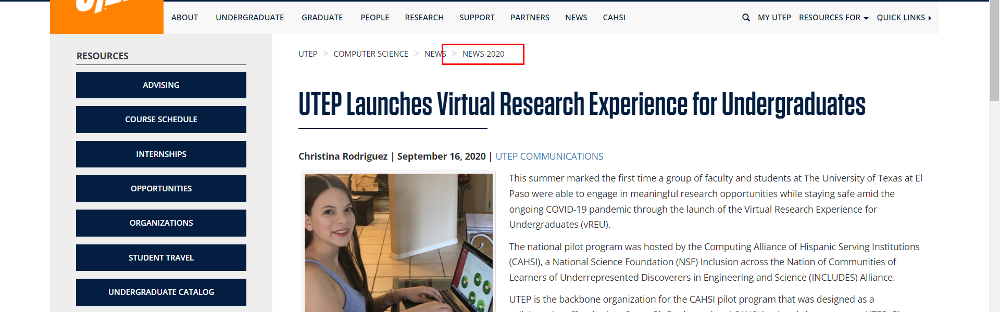 ABOUT UNDERGRADUATE GRADUATE PEOPLE RESEARCH SUPPORT PARTNERS NEWS CAHSI MY UTEP RESOURCES FOR QUICK LINKS
RESOURCES
ADVISING
COURSE SCHEDULE
INTERNSHIPS
OPPORTUNITIES
ORGANIZATIONS
STUDENT TRAVEL
UNDERGRADUATE CATALOG
UTEP > COMPUTER SCIENCE > NEWS > NEWS-2020
UTEP Launches Virtual Research Experience for Undergraduates
Christina Rodriguez | September 16, 2020 | UTEP COMMUNICATIONS
This summer marked the first time a group of faculty and students at The University of Texas at El
Paso were able to engage in meaningful research opportunities while staying safe amid the
ongoing COVID-19 pandemic through the launch of the Virtual Research Experience for
Undergraduates (vREU).
The national pilot program was hosted by the Computing Alliance of Hispanic Serving Institutions
(CAHSI), a National Science Foundation (NSF) Inclusion across the Nation of Communities of
Learners of Underrepresented Discoverers in Engineering and Science (INCLUDES) Alliance.
UTEP is the backbone organization for the CAHSI pilot program that was designed as a